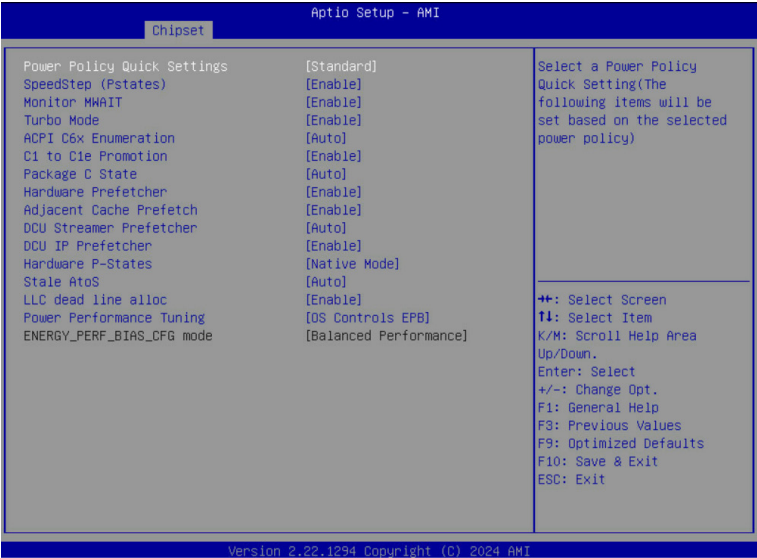 Aptio Setup – AMI
Chipset
Power Policy Quick Settings [Standard]
SpeedStep (Pstates) [Enable]
Monitor MWAIT [Enable]
Turbo Mode [Enable]
ACPI C6x Enumeration [Auto]
C1 to C1e Promotion [Enable]
Package C State [Auto]
Hardware Prefetcher [Enable]
Adjacent Cache Prefetch [Enable]
DCU Streamer Prefetcher [Auto]
DCU IP Prefetcher [Enable]
Hardware P-States [Native Mode]
Stale AtoS [Auto]
LLC dead line alloc [Enable]
Power Performance Tuning [OS Controls EPB]
ENERGY_PERF_BIAS_CFG mode [Balanced Performance]
Select a Power Policy
Quick Setting(The
following items will be
set based on the selected
power policy)
→←: Select Screen
↑↓: Select Item
K/M: Scroll Help Area
Up/Down.
Enter: Select
+/-: Change Opt.
F1: General Help
F3: Previous Values
F9: Optimized Defaults
F10: Save & Exit
ESC: Exit
Version 2.22.1294 Copyright (C) 2024 AMI